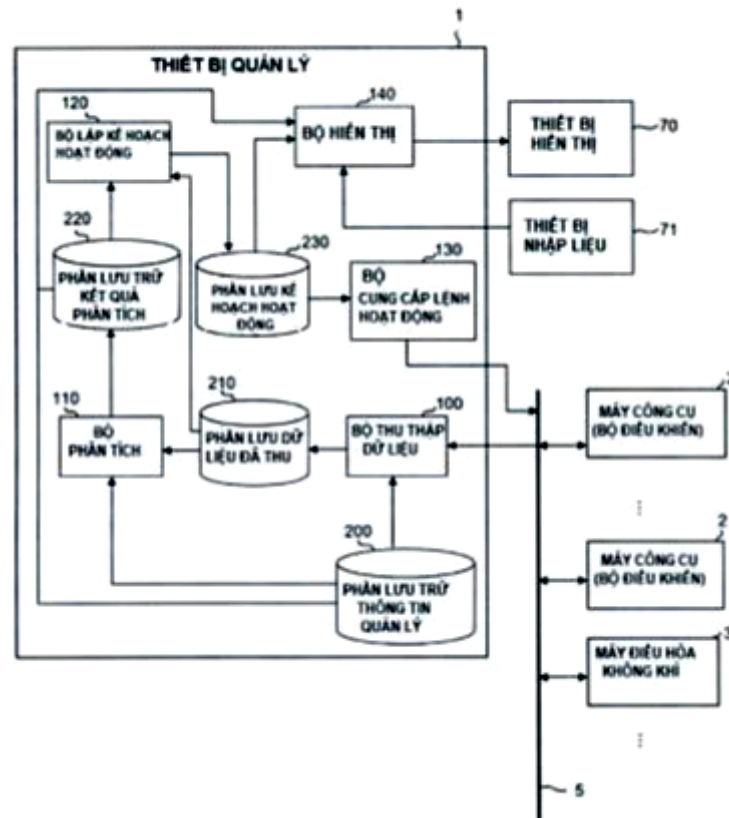 1
THIẾT BỊ QUẢN LÝ
120
BỘ LẬP KẾ HOẠCH
HOẠT ĐỘNG
140
BỘ HIỂN THỊ
THIẾT BỊ
HIỂN THỊ
70
220
PHẦN LƯU TRỮ
KẾT QUẢ
PHÂN TÍCH
230
PHẦN LƯU KẾ
HOẠCH HOẠT
ĐỘNG
130
BỘ
CUNG CẤP LỆNH
HOẠT ĐỘNG
THIẾT BỊ
NHẬP LIỆU
71
110
BỘ
PHÂN TÍCH
210
PHẦN LƯU DỮ
LIỆU ĐÃ THU
100
BỘ THU THẬP
DỮ LIỆU
MÁY CÔNG CỤ
(BỘ ĐIỀU KHIỂN)
200
PHẦN LƯU TRỮ
THÔNG TIN
QUẢN LÝ
2
MÁY CÔNG CỤ
(BỘ ĐIỀU KHIỂN)
3
MÁY ĐIỀU HÒA
KHÔNG KHÍ
5